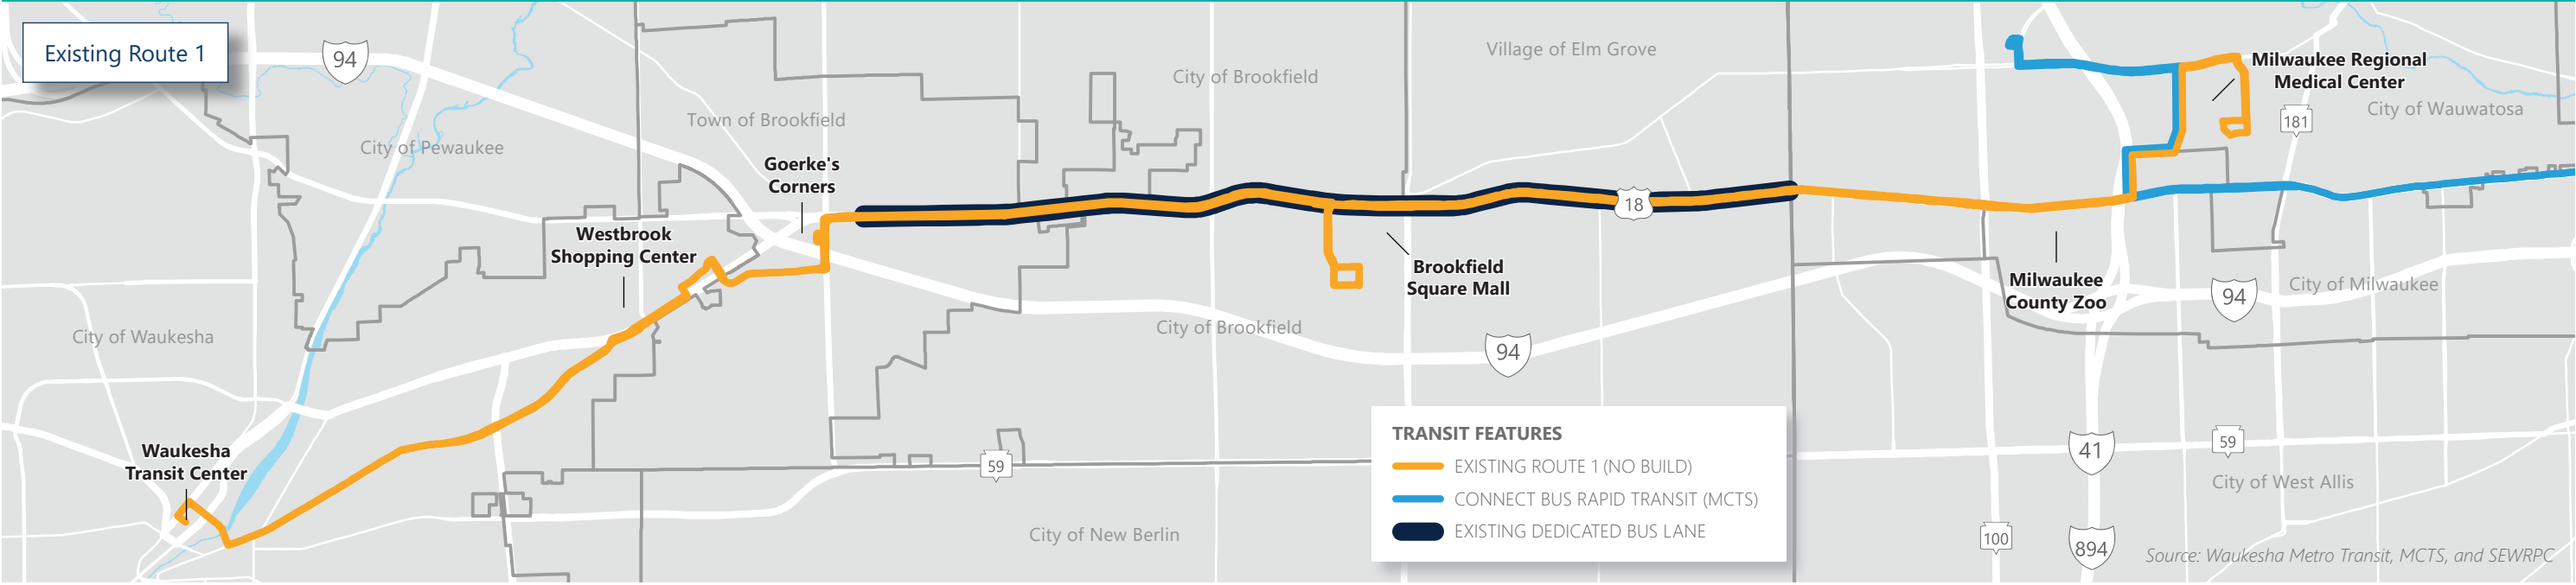 Existing Route 1
94
Village of Elm Grove
City of Brookfield
Milwaukee Regional
Medical Center
City of Wauwatosa
181
Town of Brookfield
City of Pewaukee
Goerke's
Corners
18
Westbrook
Shopping Center
Brookfield
Square Mall
Milwaukee
County Zoo
City of Milwaukee
94
City of Waukesha
City of Brookfield
94
Waukesha
Transit Center
59
TRANSIT FEATURES
EXISTING ROUTE 1 (NO BUILD)
CONNECT BUS RAPID TRANSIT (MCTS)
EXISTING DEDICATED BUS LANE
41
59
City of West Allis
City of New Berlin
100
894
Source: Waukesha Metro Transit, MCTS, and SEWRPC